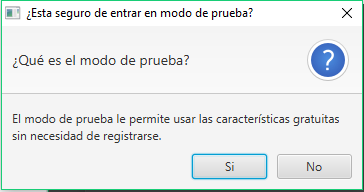 ¿Esta seguro de entrar en modo de prueba?
¿Qué es el modo de prueba?
El modo de prueba le permite usar las características gratuitas
sin necesidad de registrarse.
Si
No